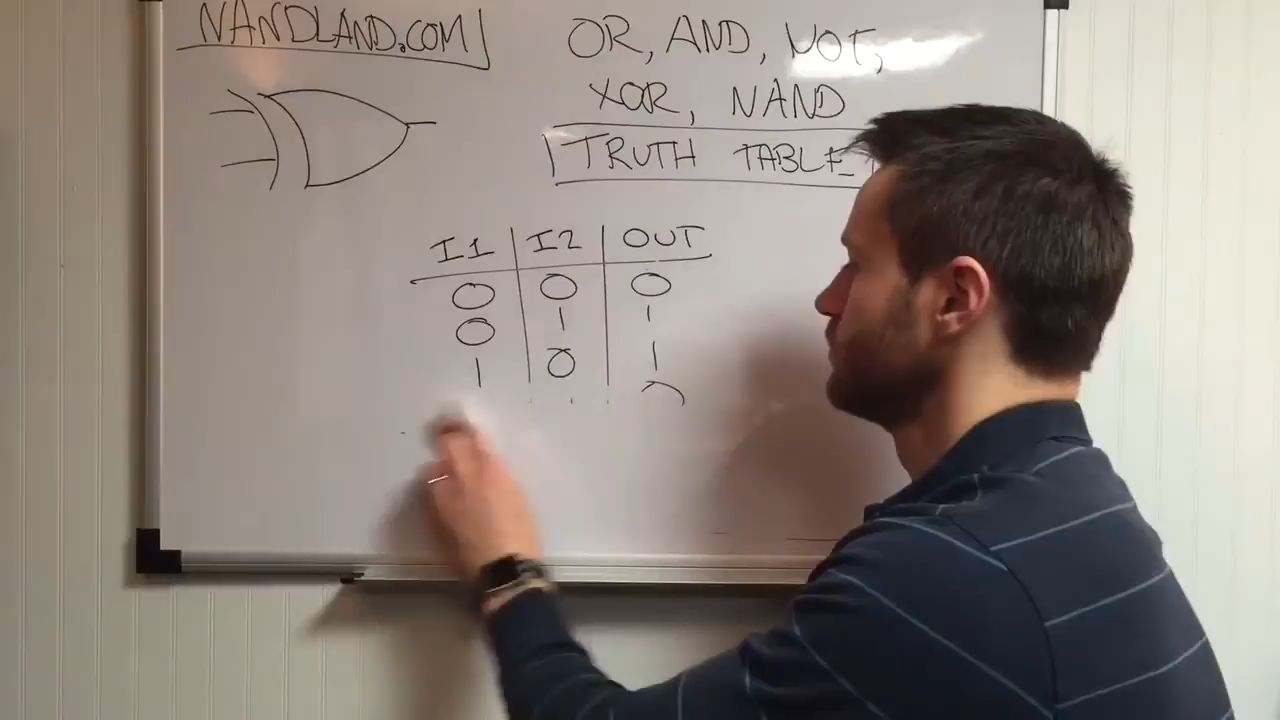 NANDLAND.COM
OR, AND, NOT,
XOR, NAND
TRUTH TABLE
I1 I2 OUT
0 0 0
0 1 1
1 0 1